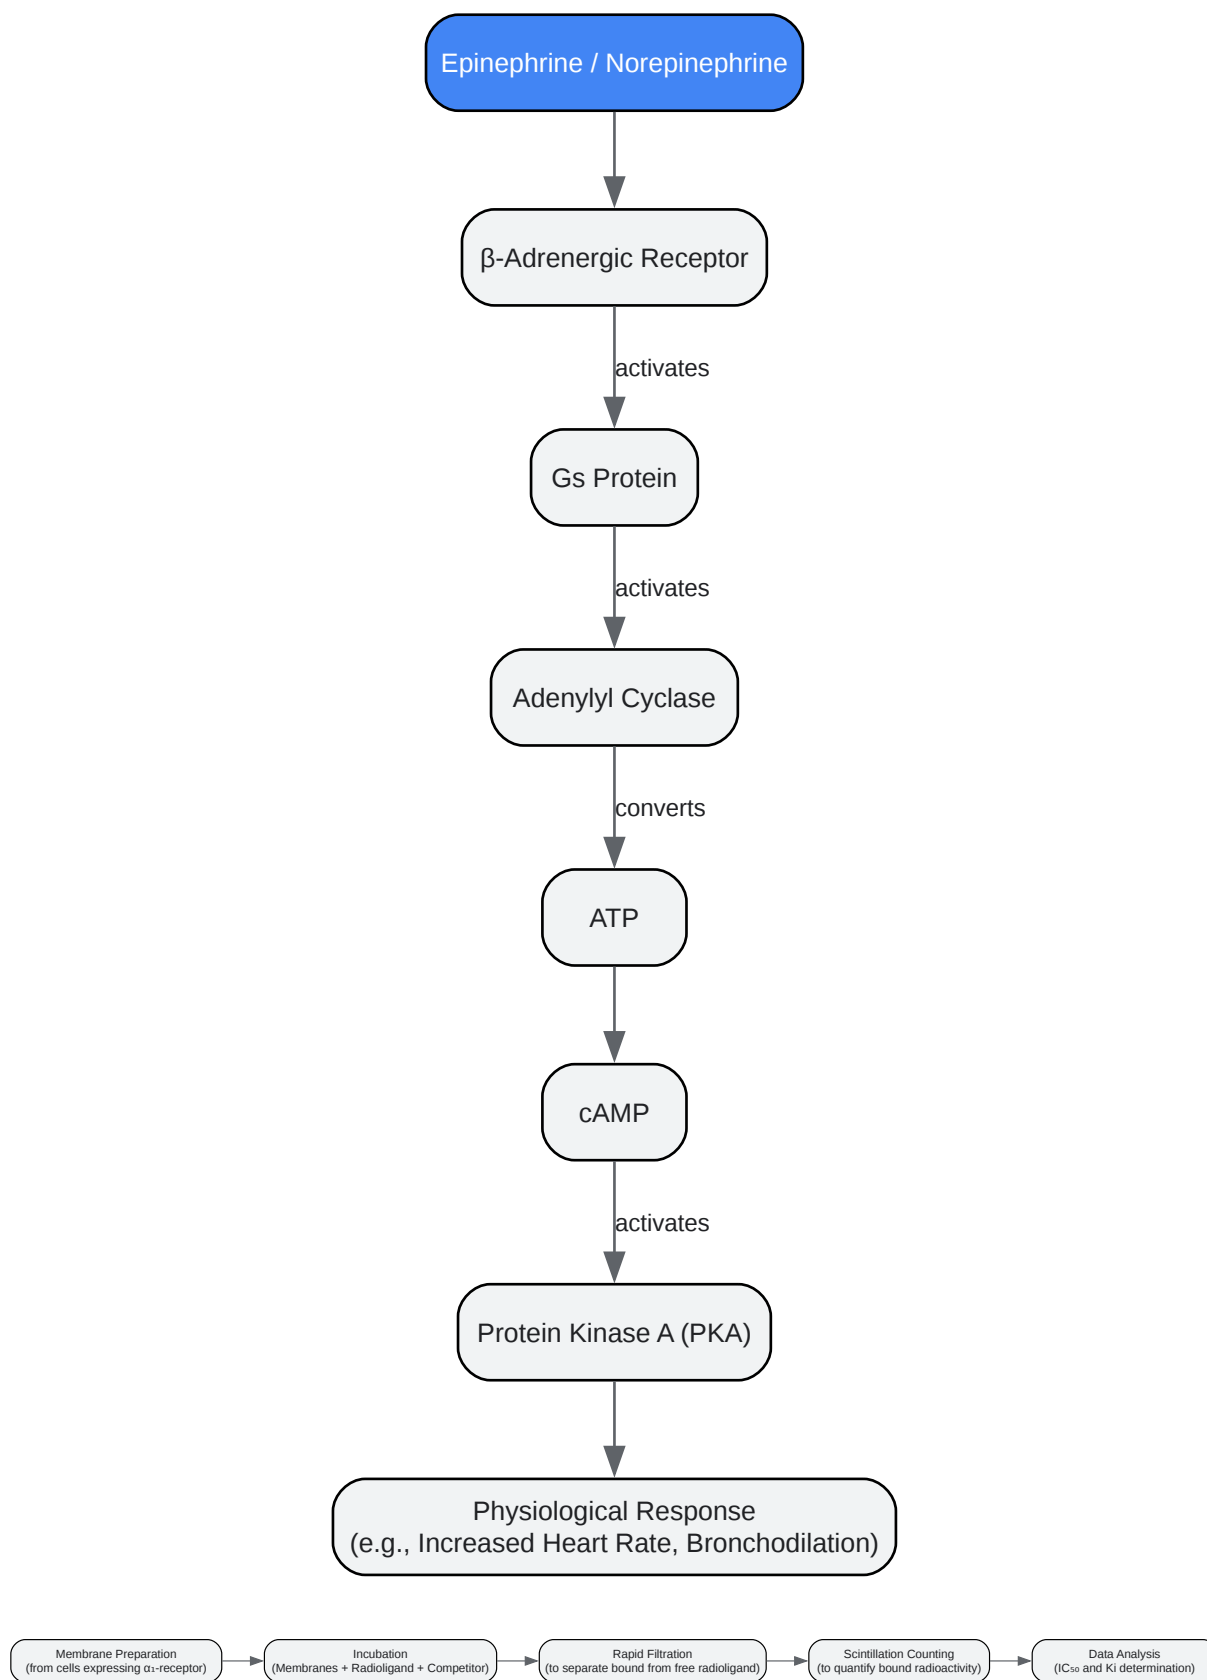 Epinephrine / Norepinephrine
β-Adrenergic Receptor
activates
Gs Protein
activates
Adenylyl Cyclase
converts
ATP
cAMP
activates
Protein Kinase A (PKA)
Physiological Response
(e.g., Increased Heart Rate, Bronchodilation)
Membrane Preparation
(from cells expressing α₁-receptor)
Incubation
(Membranes + Radioligand + Competitor)
Rapid Filtration
(to separate bound from free radioligand)
Scintillation Counting
(to quantify bound radioactivity)
Data Analysis
(IC₅₀ and Ki determination)